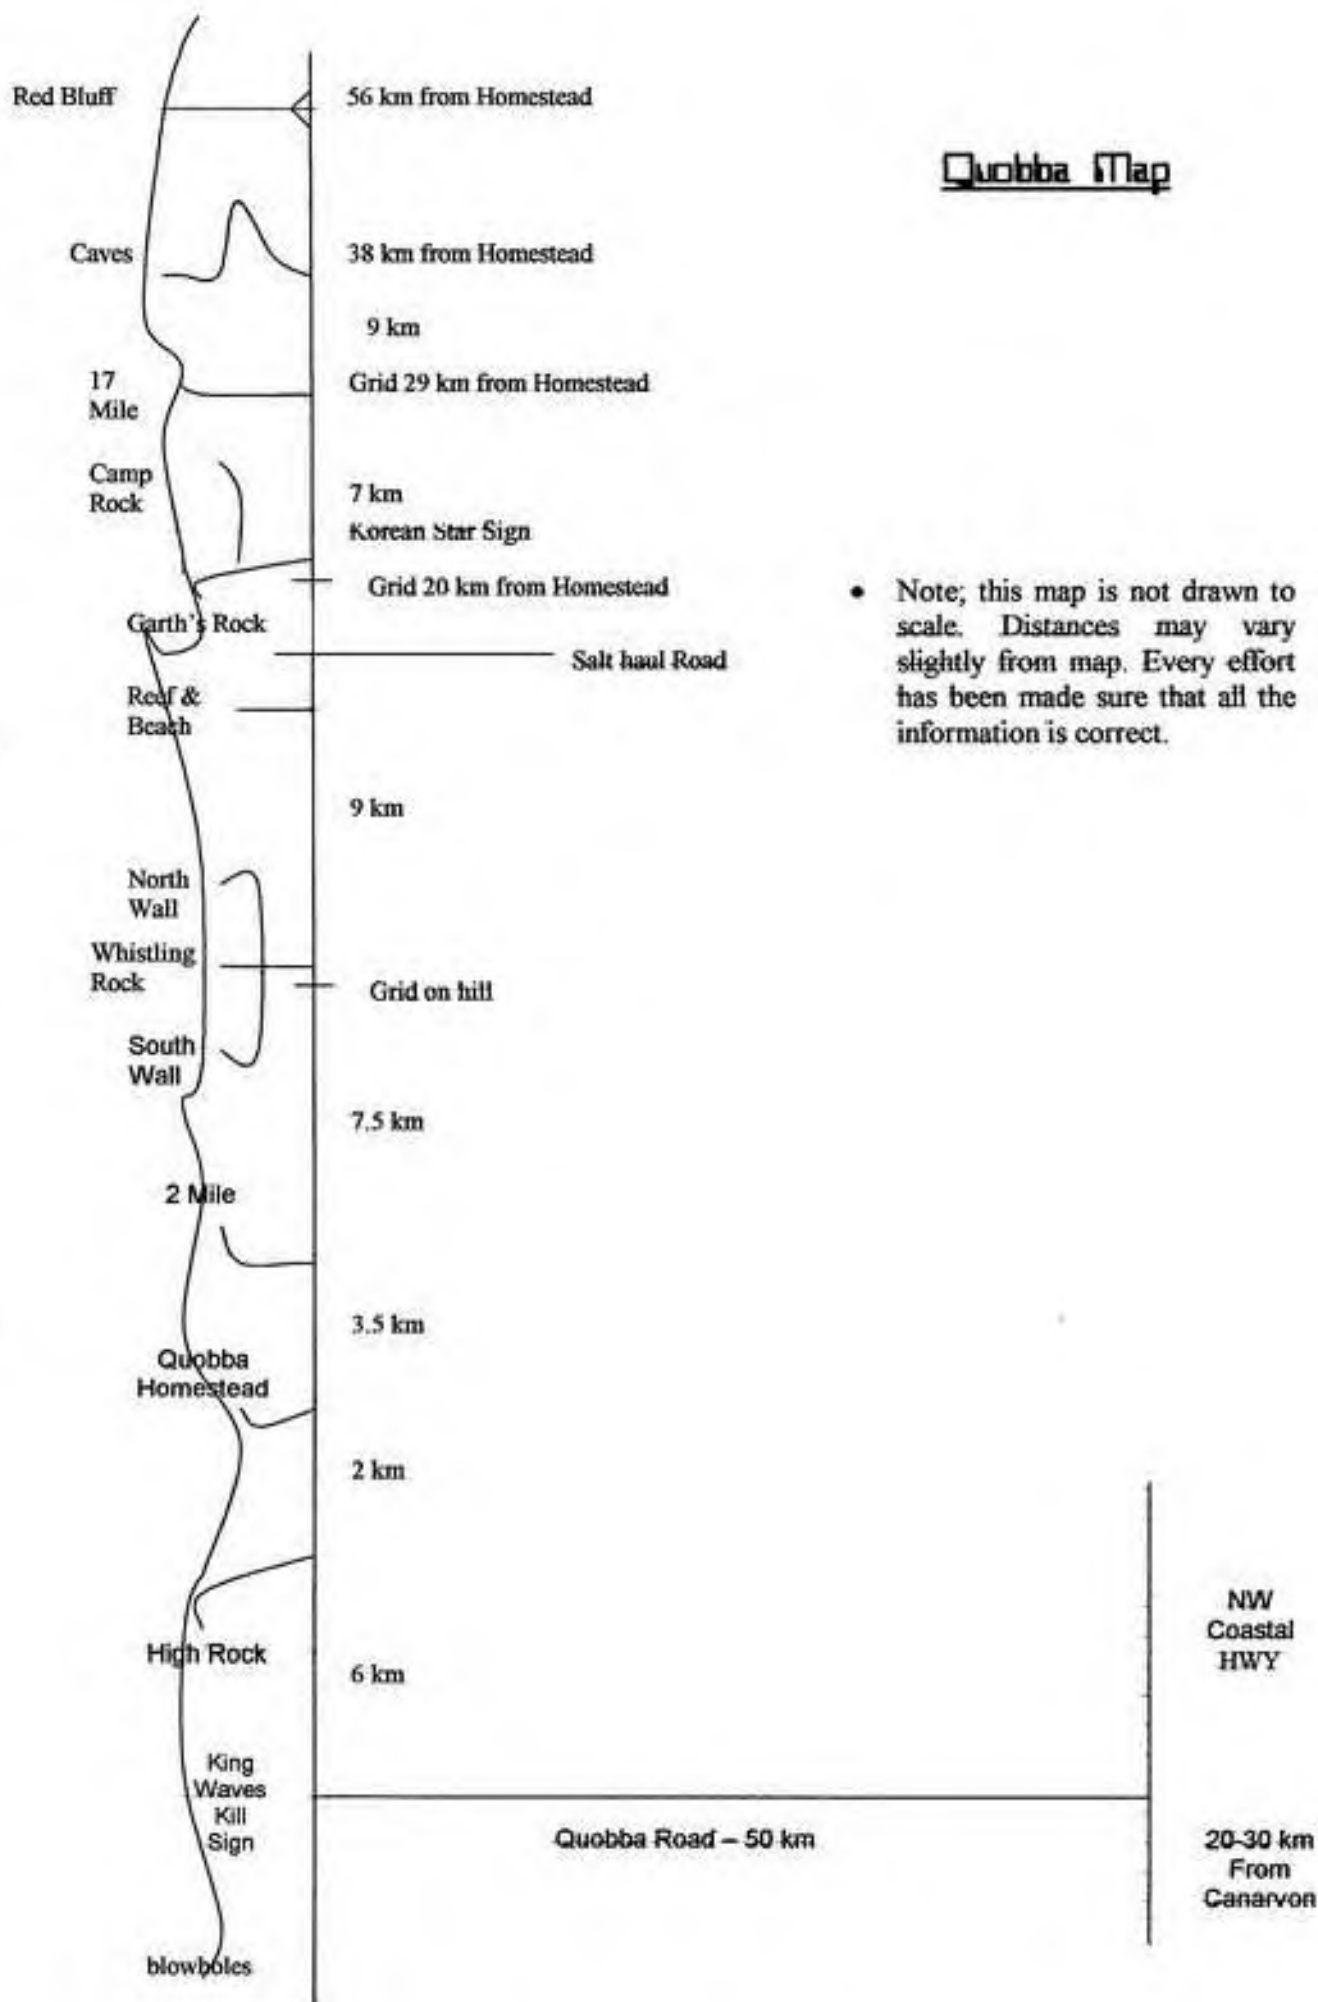 Red Bluff
56 km from Homestead
Quobba Map
Caves
38 km from Homestead
9 km
17
Mile
Grid 29 km from Homestead
Camp
Rock
7 km
Korean Star Sign
Grid 20 km from Homestead
• Note; this map is not drawn to
scale. Distances may vary
slightly from map. Every effort
has been made sure that all the
information is correct.
Garth's Rock
Salt haul Road
Reef &
Beach
9 km
North
Wall
Whistling
Rock
Grid on hill
South
Wall
7.5 km
2 Mile
3.5 km
Quobba
Homestead
2 km
High Rock
6 km
NW
Coastal
HWY
King
Waves
Kill
Sign
Quobba Road – 50 km
20-30 km
From
Canarvon
blowholes